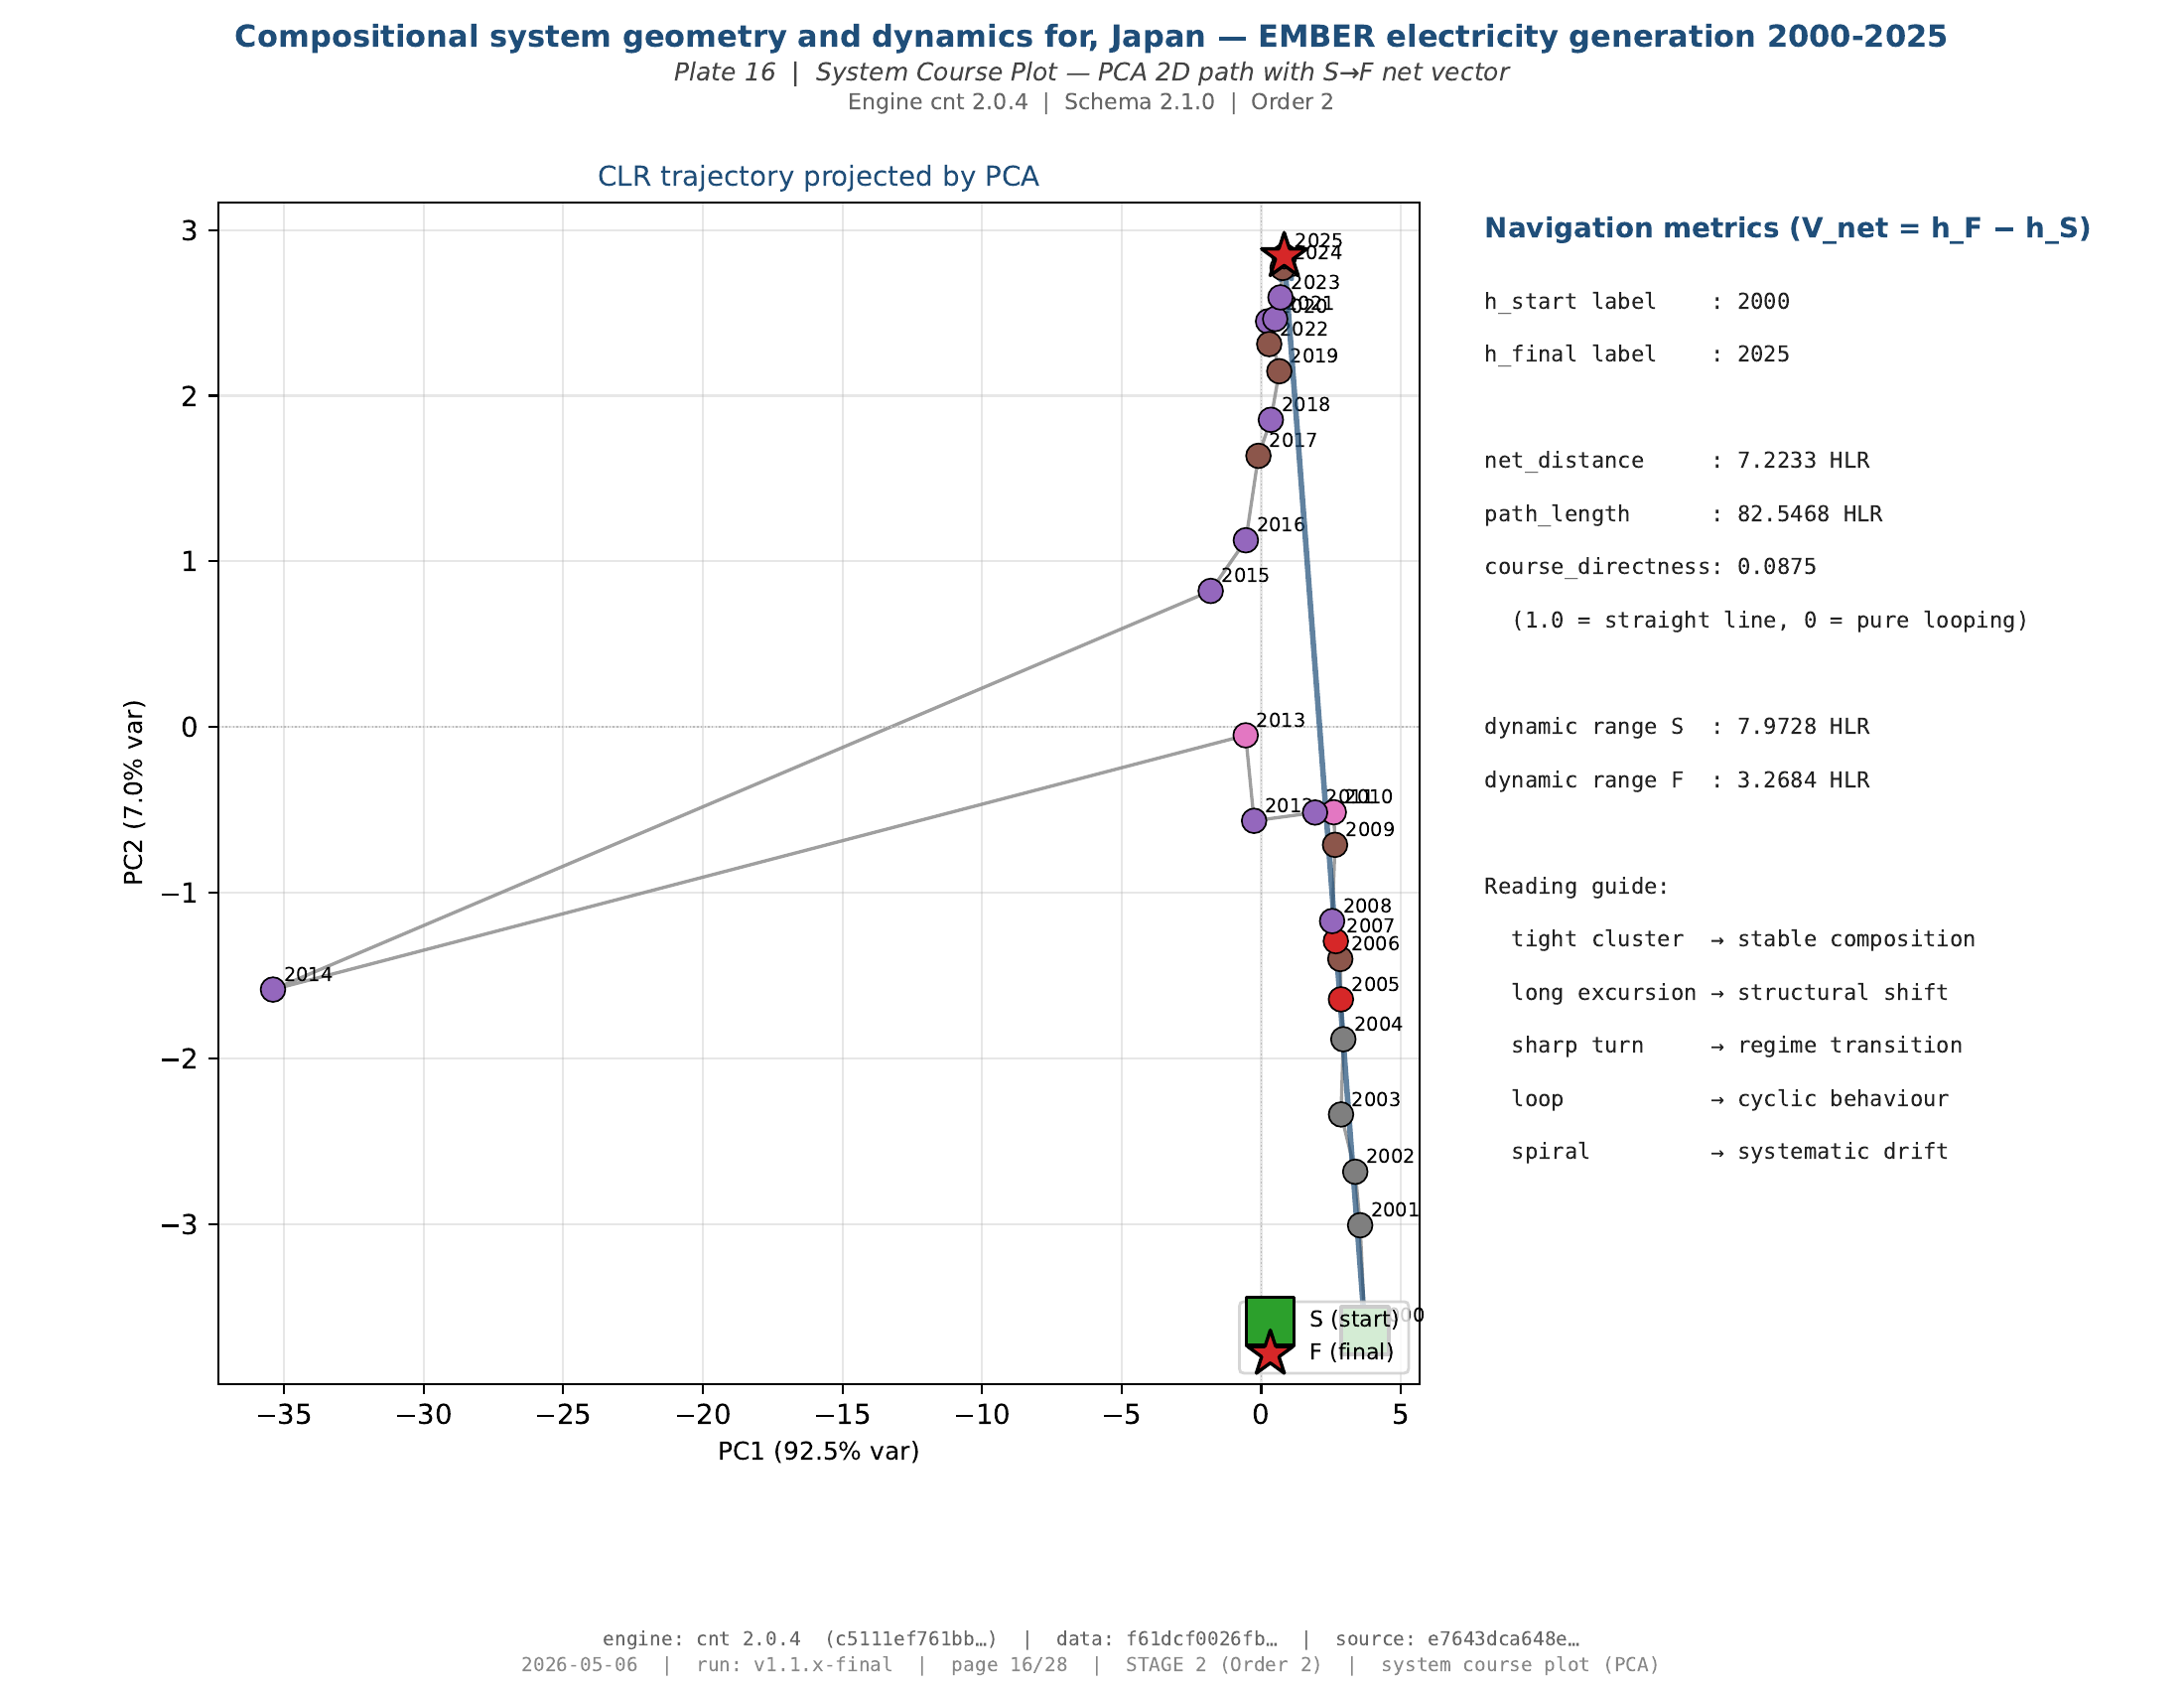 Compositional system geometry and dynamics for, Japan — EMBER electricity generation 2000-2025
Plate 16 | System Course Plot — PCA 2D path with S→F net vector
Engine cnt 2.0.4 | Schema 2.1.0 | Order 2
CLR trajectory projected by PCA
Navigation metrics (V_net = h_F − h_S)
h_start label : 2000
h_final label : 2025
net_distance : 7.2233 HLR
path_length : 82.5468 HLR
course_directness: 0.0875
(1.0 = straight line, 0 = pure looping)
dynamic range S : 7.9728 HLR
dynamic range F : 3.2684 HLR
Reading guide:
tight cluster → stable composition
long excursion → structural shift
sharp turn → regime transition
loop → cyclic behaviour
spiral → systematic drift
PC2 (7.0% var)
3
2
1
0
−1
−2
−3
2025
2024
2023
2021
2022
2019
2018
2017
2016
2015
2013
2010
2009
2008
2007
2006
2014
2005
2004
2003
2002
2001
S (start)
F (final)
−35
−30
−25
−20
−15
−10
−5
0
5
PC1 (92.5% var)
engine: cnt 2.0.4 (c5111ef761bb…) | data: f61dcf0026fb… | source: e7643dca648e…
2026-05-06 | run: v1.1.x-final | page 16/28 | STAGE 2 (Order 2) | system course plot (PCA)